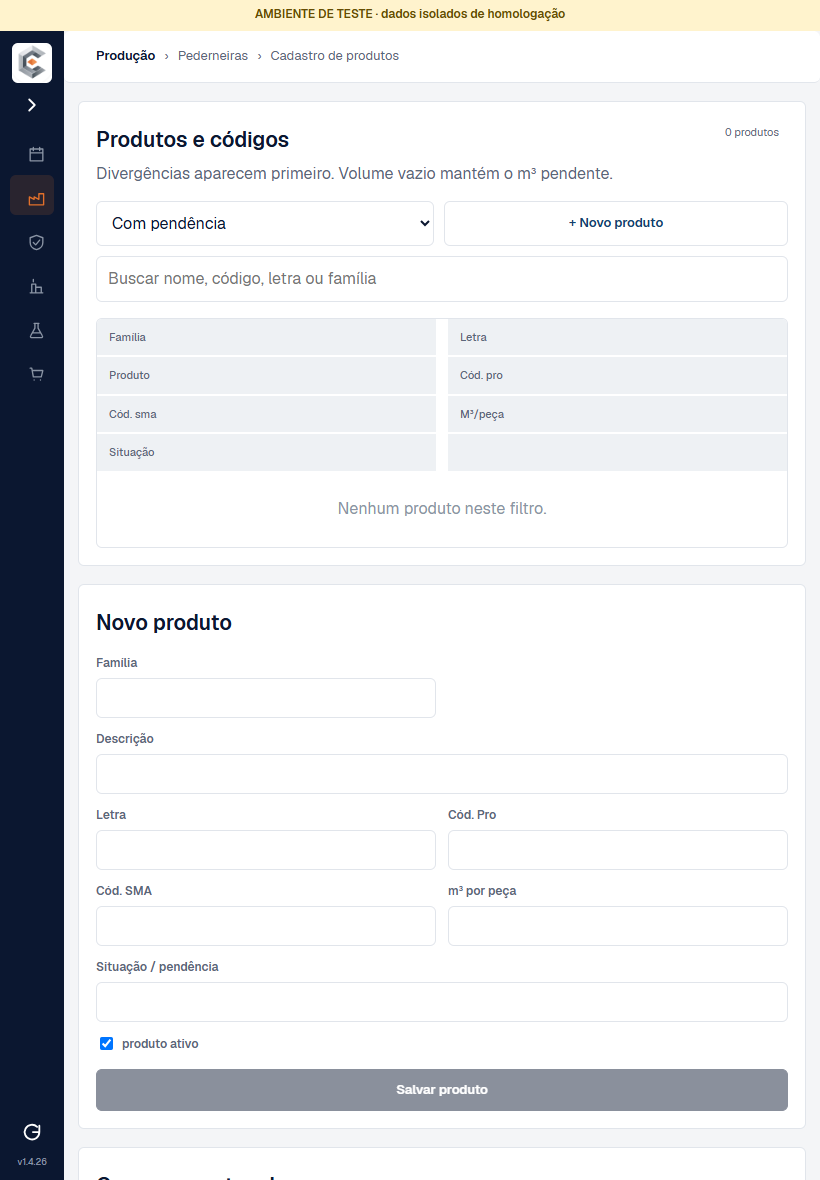 AMBIENTE DE TESTE · dados isolados de homologação
Produção › Pederneiras › Cadastro de produtos
Produtos e códigos
0 produtos
Divergências aparecem primeiro. Volume vazio mantém o m³ pendente.
Com pendência
+ Novo produto
Buscar nome, código, letra ou família
Família
Letra
Produto
Cód. pro
Cód. sma
M³/peça
Situação
Nenhum produto neste filtro.
Novo produto
Família
Descrição
Letra
Cód. Pro
Cód. SMA
m³ por peça
Situação / pendência
produto ativo
Salvar produto
v1.4.26